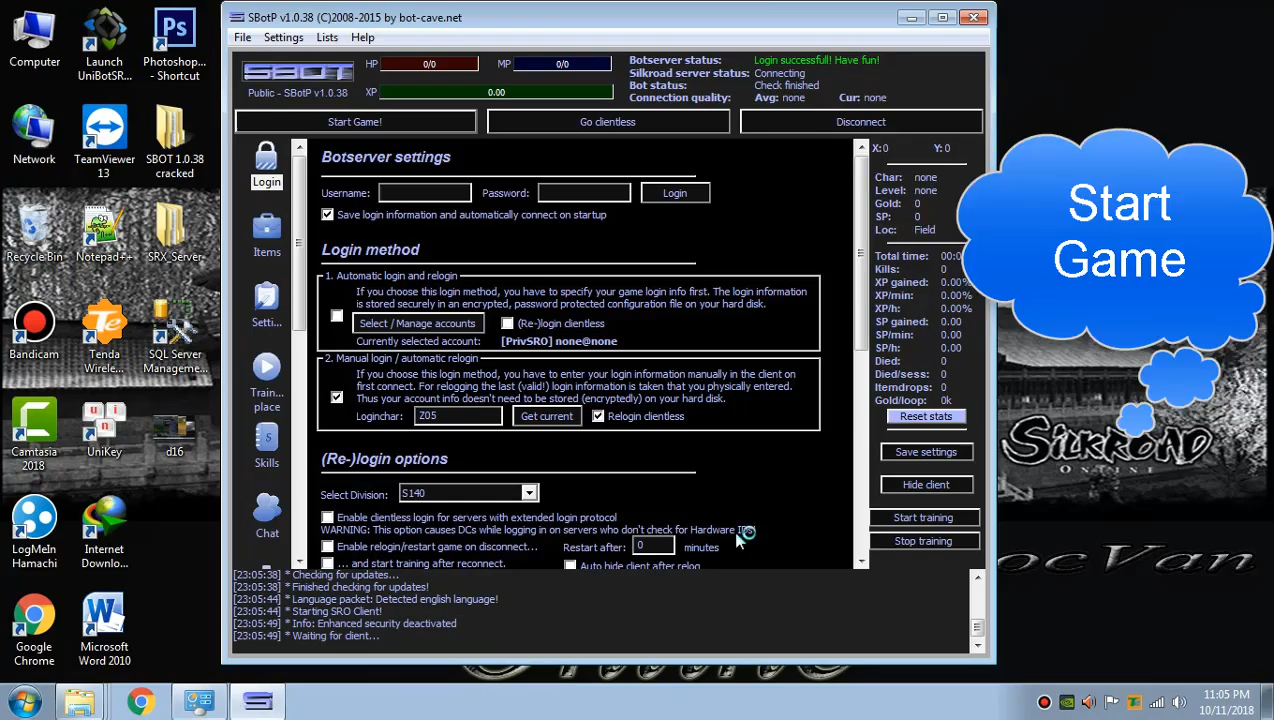 SBotP v1.0.38 (C)2008-2015 by bot-cave.net
File Settings Lists Help
SBOT
Public - SBotP v1.0.38
HP 0/0 MP 0/0
XP 0.00
Botserver status: Login successful! Have fun!
Silkroad server status: Connecting
Bot status: Check finished
Connection quality: Avg: none Cur: none
Start Game! Go clientless Disconnect
Login
Items
Setti...
Train...
place
Skills
Chat
Botserver settings
Username: Password: Login
Save login information and automatically connect on startup
Login method
1. Automatic login and relogin
If you choose this login method, you have to specify your game login info first. The login information
is stored securely in an encrypted, password protected configuration file on your hard disk.
Select / Manage accounts (Re-)login clientless
Currently selected account: [PrivSRO] none@none
2. Manual login / automatic relogin
If you choose this login method, you have to enter your login information manually in the client on
first connect. For relogging the last (valid!) login information is taken that you physically entered.
Thus your account info doesn't need to be stored (encryptedly) on your hard disk.
Loginchar: Z05 Get current Relogin clientless
(Re-)login options
Select Division: S140
Enable clientless login for servers with extended login protocol
WARNING: This option causes DCs while logging in on servers who don't check for Hardware
Enable relogin/restart game on disconnect... Restart after: 0 minutes
... and start training after reconnect. Auto hide client after relog
X: 0 Y: 0
Char: none
Level: none
Gold: 0
SP: 0
Loc: Field
Total time: 00:0
Kills: 0
XP gained: 0.00%
XP/min: 0.00%
XP/h: 0.00%
SP gained: 0.00
SP/min: 0.00
SP/h: 0.00
Died: 0
Died/sess: 0
Itemdrops: 0
Gold/loop: 0k
Reset stats
Save settings
Hide client
Start training
Stop training
[23:05:38] * Checking for updates...
[23:05:38] * Finished checking for updates!
[23:05:44] * Language packet: Detected english language!
[23:05:44] * Starting SRO Client!
[23:05:49] * Info: Enhanced security deactivated
[23:05:49] * Waiting for client...
Start
Game
Computer
Launch
UniBotSR...
Ps
Photoshop...
- Shortcut
Network
TeamViewer
13
SBOT 1.0.38
cracked
Recycle Bin
Notepad++
SRX_Server
Bandicam
Te
Tenda
Wirele...
SQL Server
Manageme...
Camtasia
2018
UniKey
d16
LogMeIn
Hamachi
Internet
Downlo...
Google
Chrome
Microsoft
Word 2010
SILKROAD
ONLINE
ocVan
11:05 PM
10/11/2018